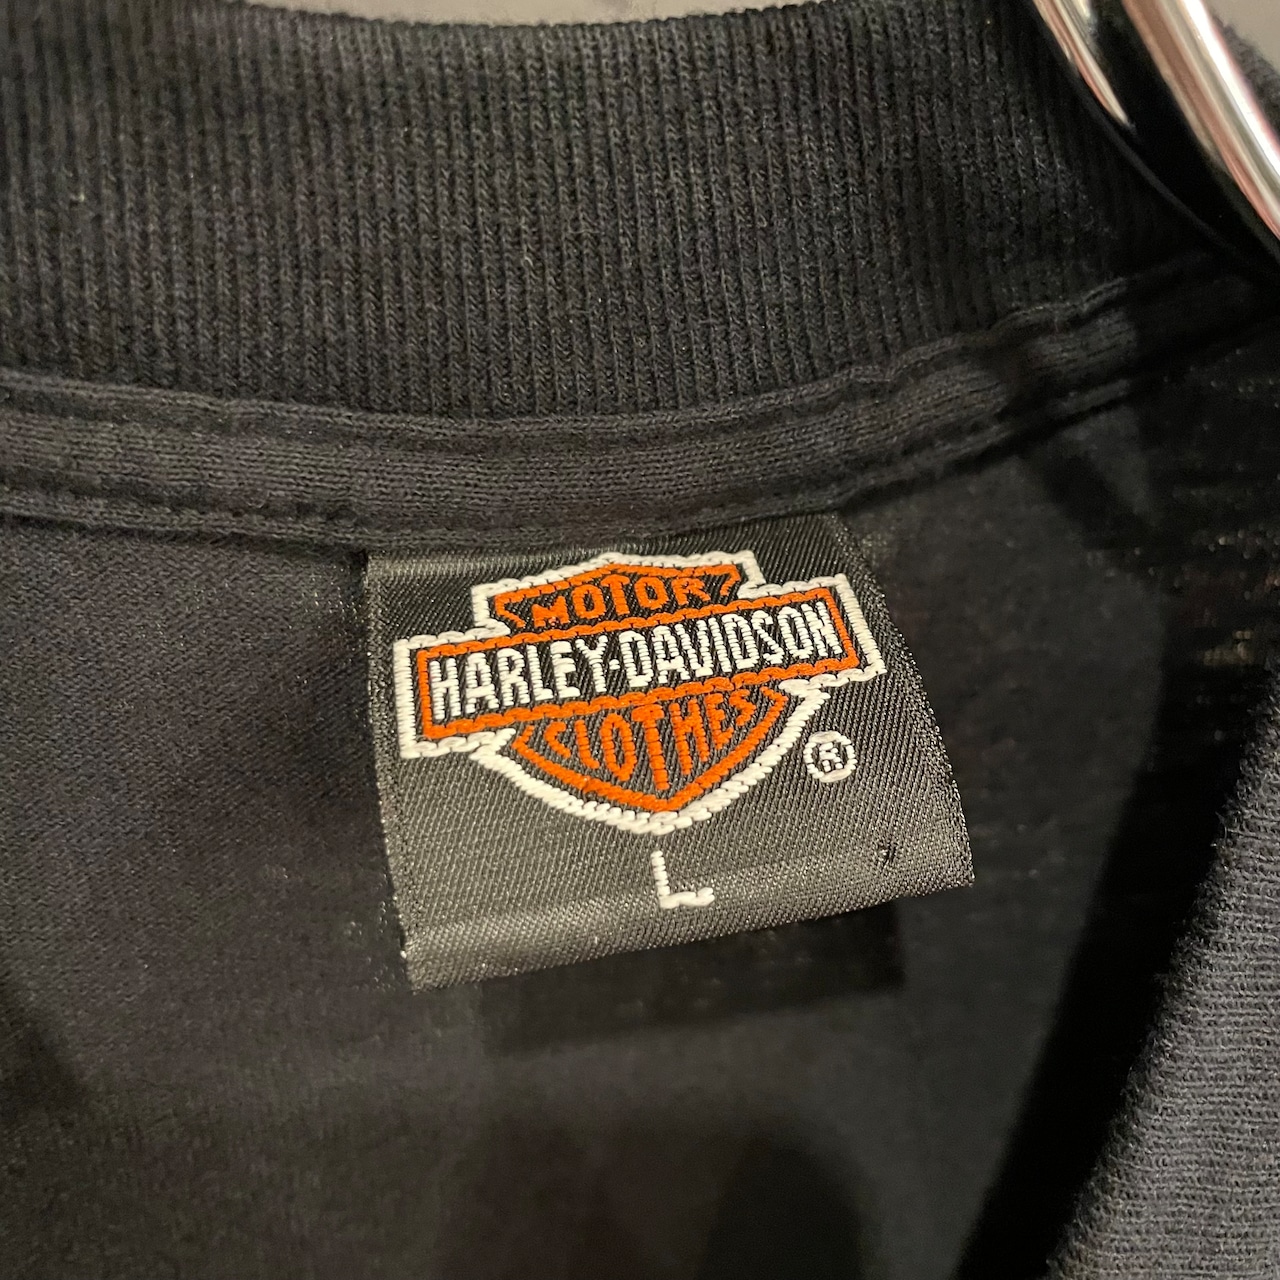 MOTOR
HARLEY-DAVIDSON
CLOTHES
®
L